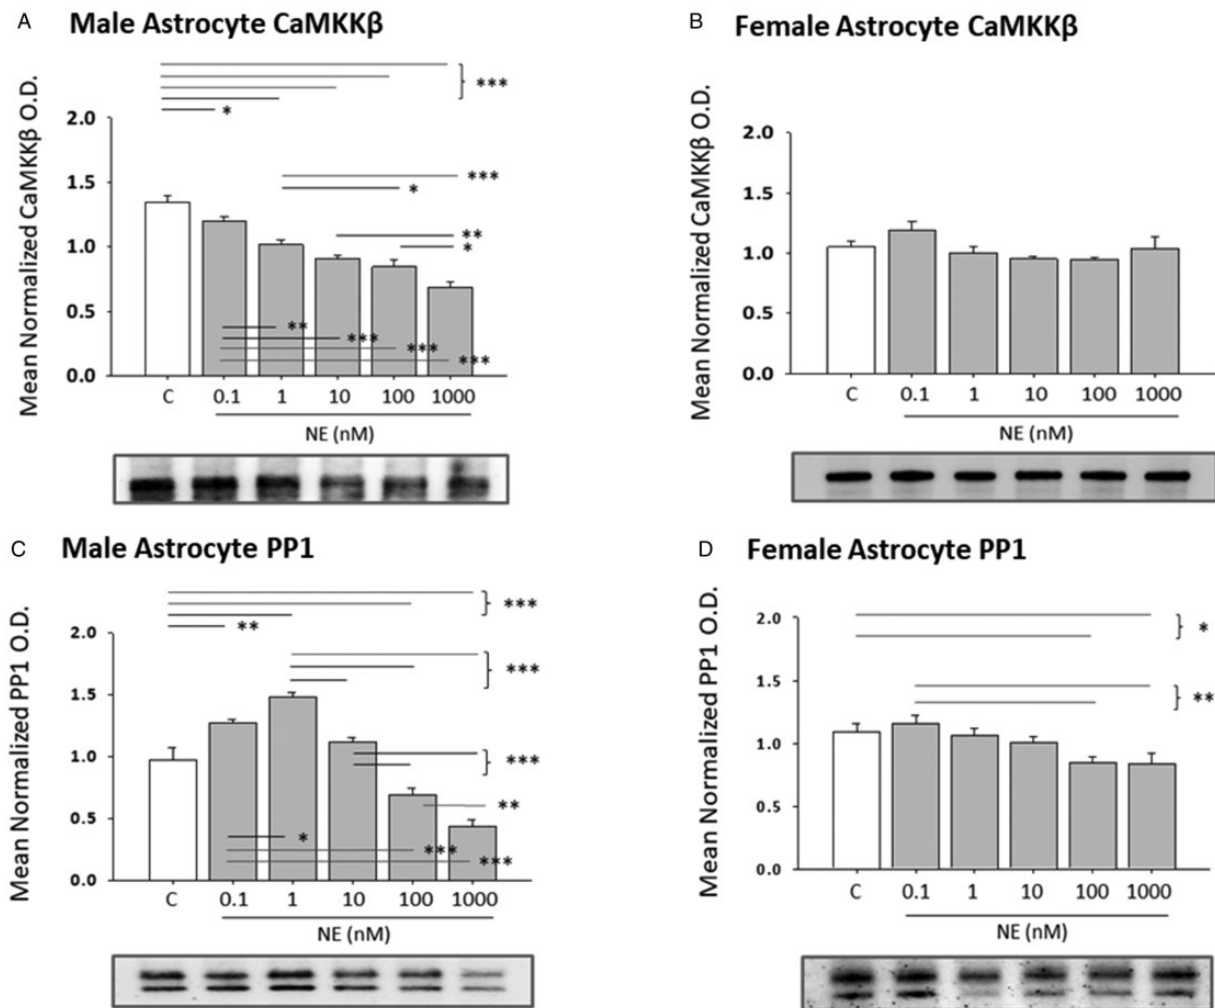 A Male Astrocyte CaMKKβ
***
*
Mean Normalized CaMKKβ O.D.
2.0
1.5
1.0
0.5
0.0
***
*
**
*
**
***
***
***
C 0.1 1 10 100 1000
NE (nM)
B Female Astrocyte CaMKKβ
Mean Normalized CaMKKβ O.D.
2.0
1.5
1.0
0.5
0.0
C 0.1 1 10 100 1000
NE (nM)
C Male Astrocyte PP1
***
**
Mean Normalized PP1 O.D.
2.0
1.5
1.0
0.5
0.0
***
***
**
*
***
***
C 0.1 1 10 100 1000
NE (nM)
D Female Astrocyte PP1
Mean Normalized PP1 O.D.
2.0
1.5
1.0
0.5
0.0
*
**
C 0.1 1 10 100 1000
NE (nM)